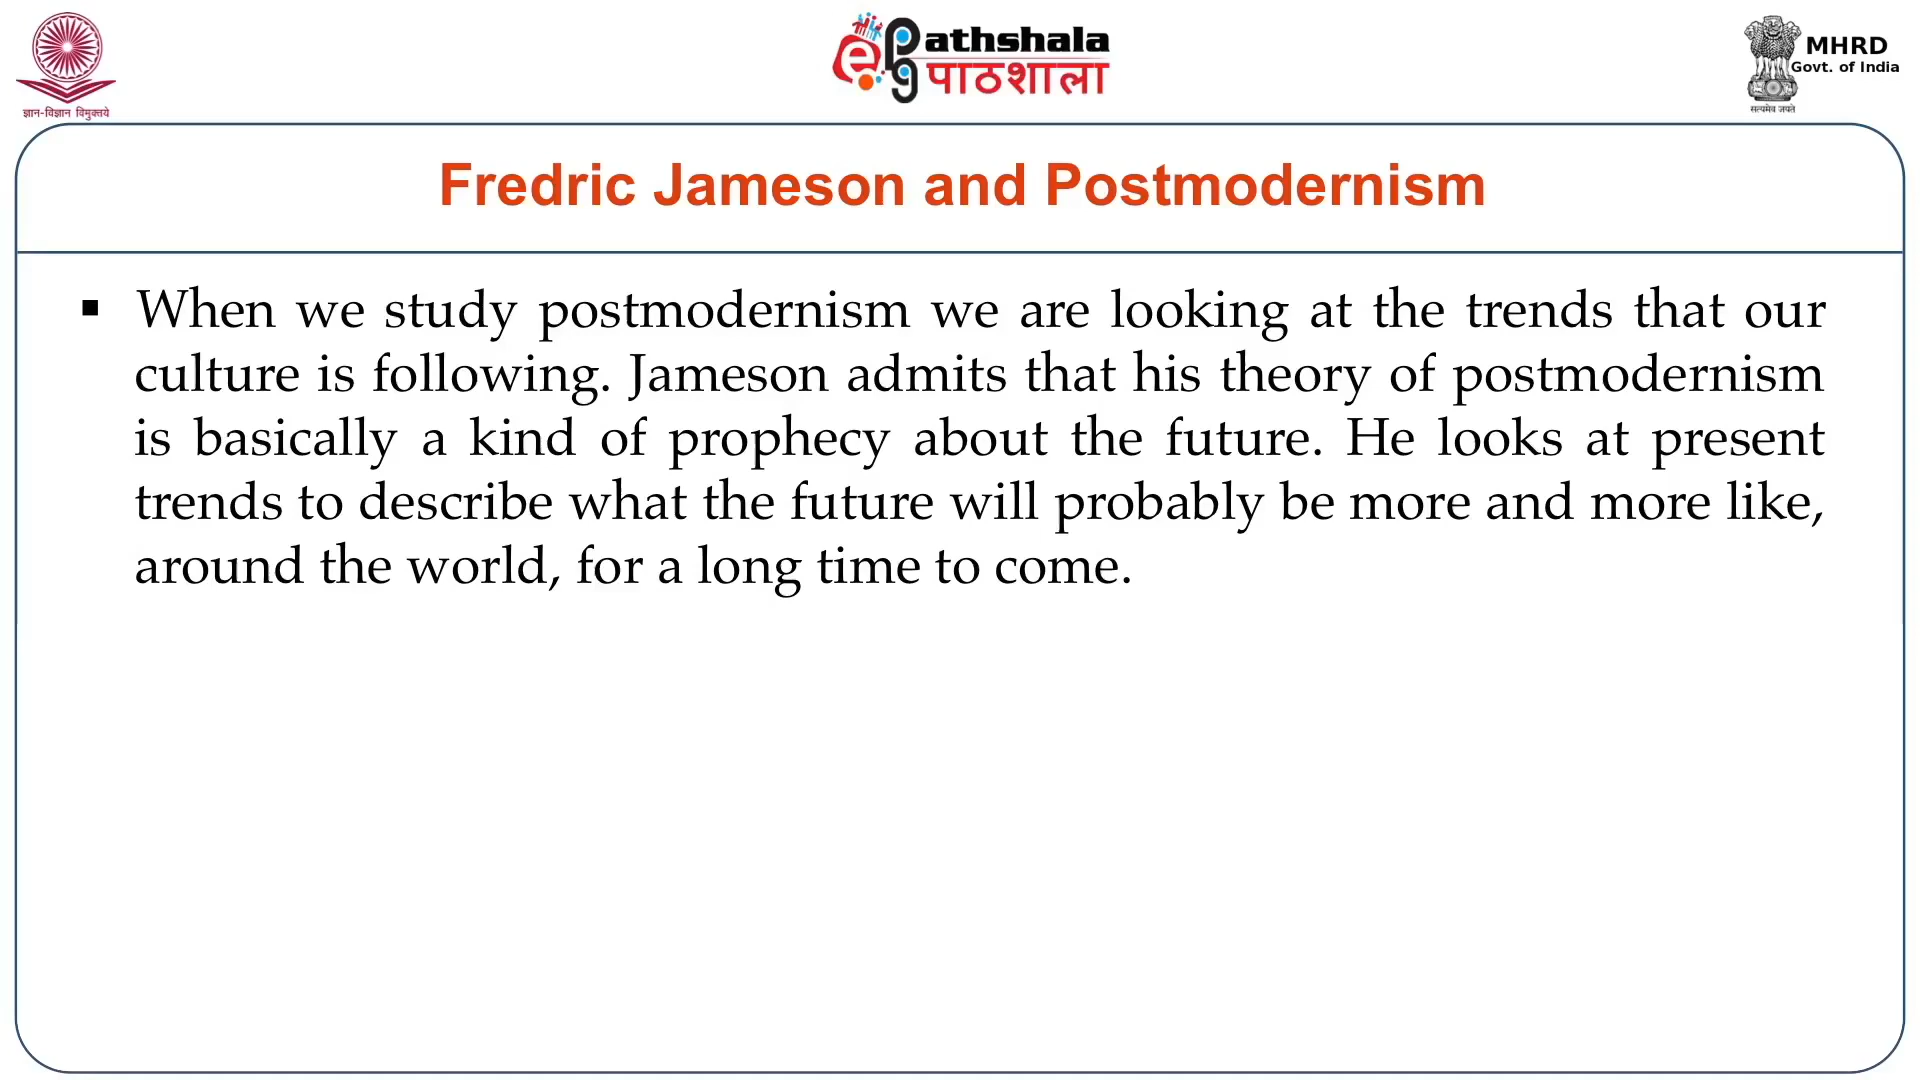 ज्ञान-विज्ञान विमुक्तये
ePathshala
पाठशाला
MHRD
Govt. of India
सत्यमेव जयते
Fredric Jameson and Postmodernism
▪ When we study postmodernism we are looking at the trends that our
culture is following. Jameson admits that his theory of postmodernism
is basically a kind of prophecy about the future. He looks at present
trends to describe what the future will probably be more and more like,
around the world, for a long time to come.